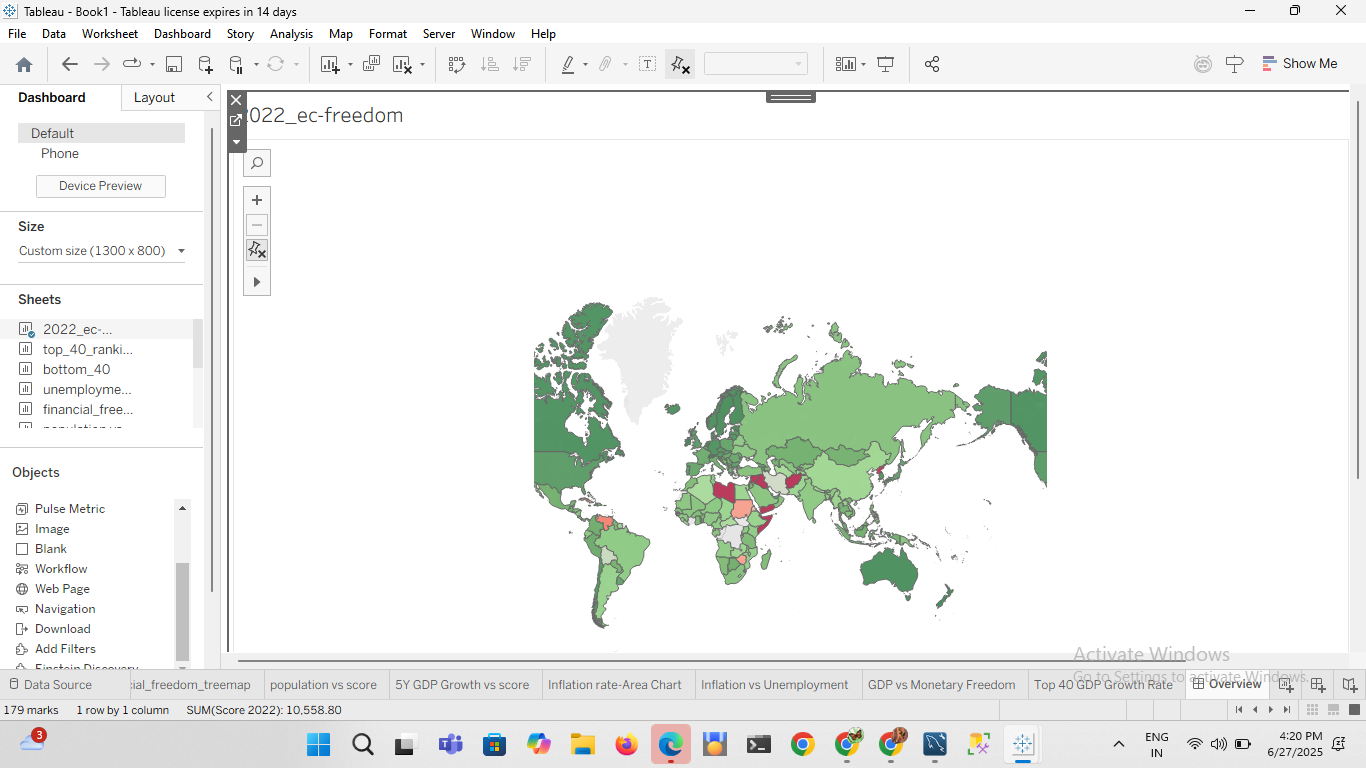 Tableau - Book1 - Tableau license expires in 14 days
File Data Worksheet Dashboard Story Analysis Map Format Server Window Help
Show Me
Dashboard Layout
2022_ec-freedom
Default
Phone
Device Preview
Size
Custom size (1300 x 800)
Sheets
2022_ec-...
top_40_ranki...
bottom_40
unemployme...
financial_free...
Objects
Pulse Metric
Image
Blank
Workflow
Web Page
Navigation
Download
Add Filters
Einstein Discovery
Activate Windows
Go to Settings to activate Windows.
Data Source ial_freedom_treemap population vs score 5Y GDP Growth vs score Inflation rate-Area Chart Inflation vs Unemployment GDP vs Monetary Freedom Top 40 GDP Growth Rate Overview
179 marks 1 row by 1 column SUM(Score 2022): 10,558.80
3
ENG
IN
4:20 PM
6/27/2025